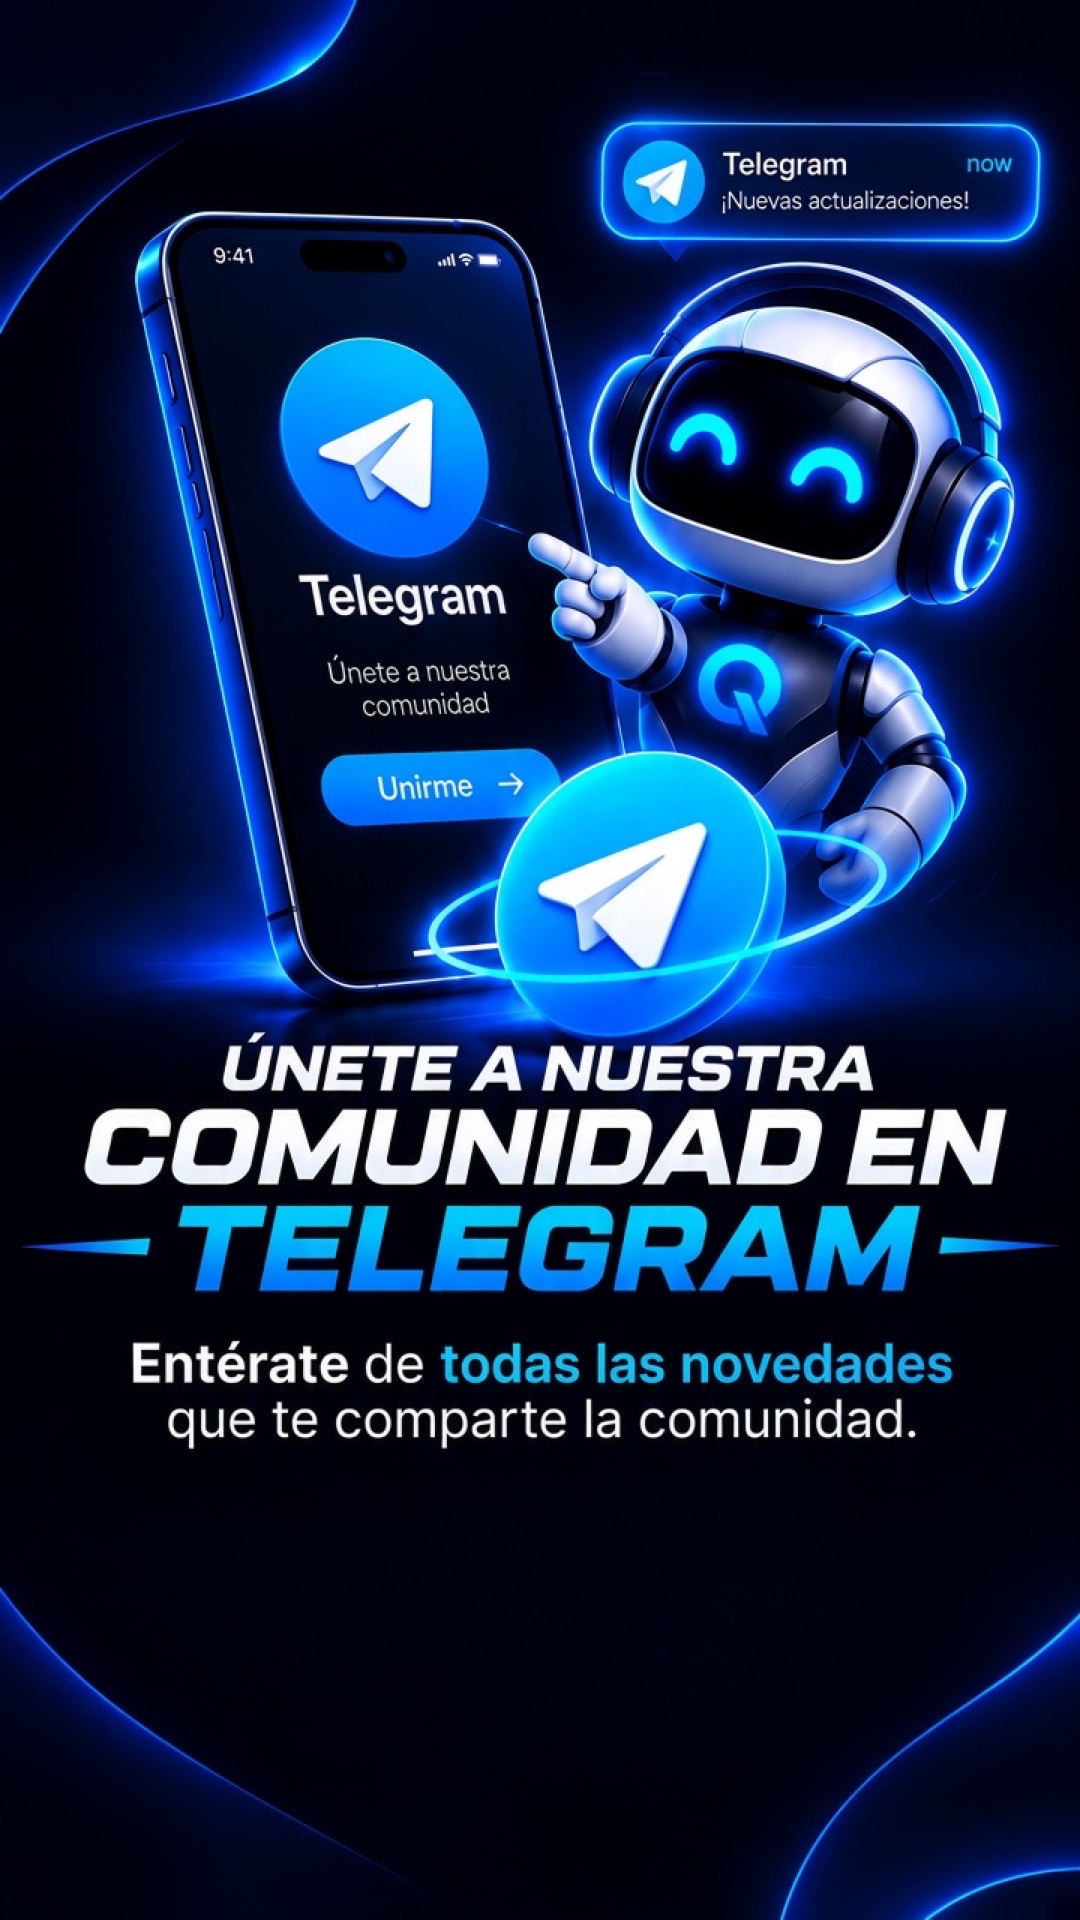 Telegram
now
¡Nuevas actualizaciones!
9:41
Telegram
Únete a nuestra
comunidad
Unirme
Q
ÚNETE A NUESTRA
COMUNIDAD EN
TELEGRAM
Entérate de todas las novedades
que te comparte la comunidad.